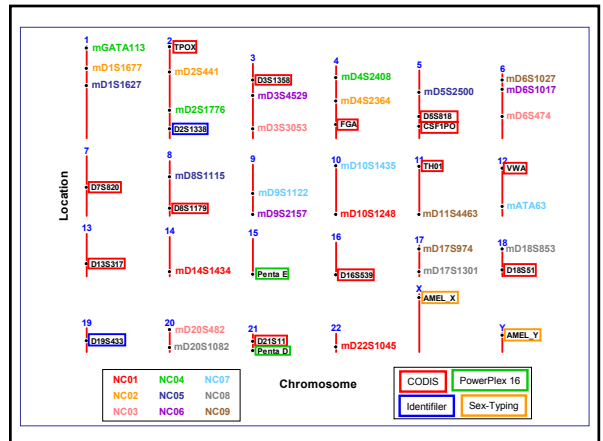 1 2 3 4 5 6
mGATA113 TPOX
mD1S1677 mD2S441 D3S1358 mD4S2408 mD6S1027
mD1S1627 mD3S4529 mD4S2364 mD5S2500 mD6S1017
mD2S1776 D5S818 mD6S474
D2S1338 mD3S3053 FGA CSF1PO
7 8 9 10 11 12
mD10S1435 TH01 VWA
D7S820 mD8S1115 mD9S1122 mATA63
D8S1179 mD9S2157 mD10S1248 mD11S4463
Location
13 14 15 16 17 18
mD17S974 mD18S853
D13S317 mD14S1434 Penta E D16S539 mD17S1301 D18S51
X
AMEL_X
19 20 21 22 Y
mD20S482 AMEL_Y
D19S433 mD20S1082 D21S11 mD22S1045
Penta D
NC01 NC04 NC07
NC02 NC05 NC08
NC03 NC06 NC09
Chromosome
CODIS PowerPlex 16
Identifiler Sex-Typing